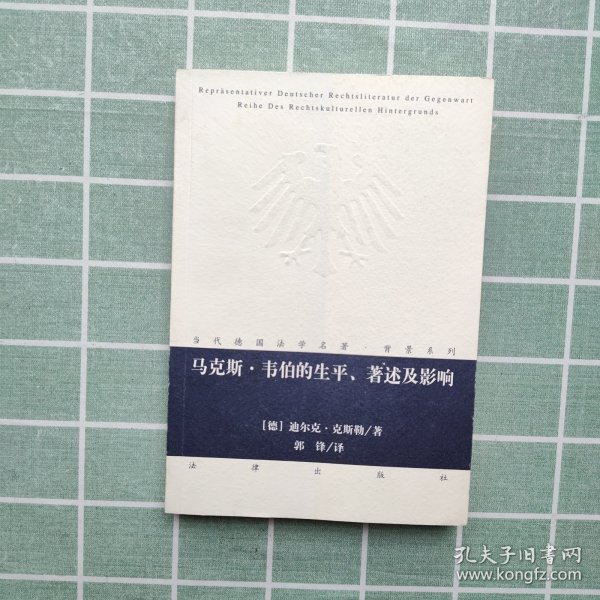 Repräsentativer Deutscher Rechtsliteratur der Gegenwart
Reihe Des Rechtskulturellen Hintergrunds
当代德国法学名著·背景系列
马克斯·韦伯的生平、著述及影响
[德] 迪尔克·克斯勒/著
郭 锋/译
法律出版社
孔夫子旧书网
www.kongfz.com